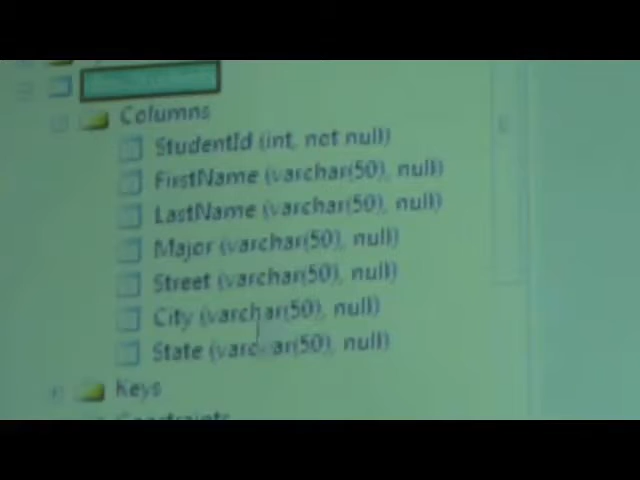 Columns
StudentId (int, not null)
FirstName (varchar(50), null)
LastName (varchar(50), null)
Major (varchar(50), null)
Street (varchar(50), null)
City (varchar(50), null)
State (varchar(50), null)
Keys
Constraints